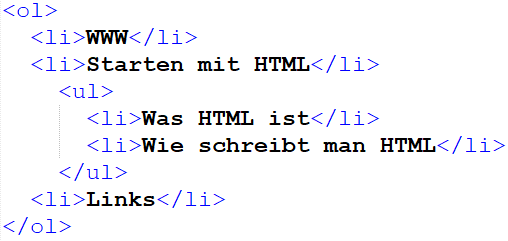 <ol>
<li>WWW</li>
<li>Starten mit HTML</li>
<ul>
<li>Was HTML ist</li>
<li>Wie schreibt man HTML</li>
</ul>
<li>Links</li>
</ol>